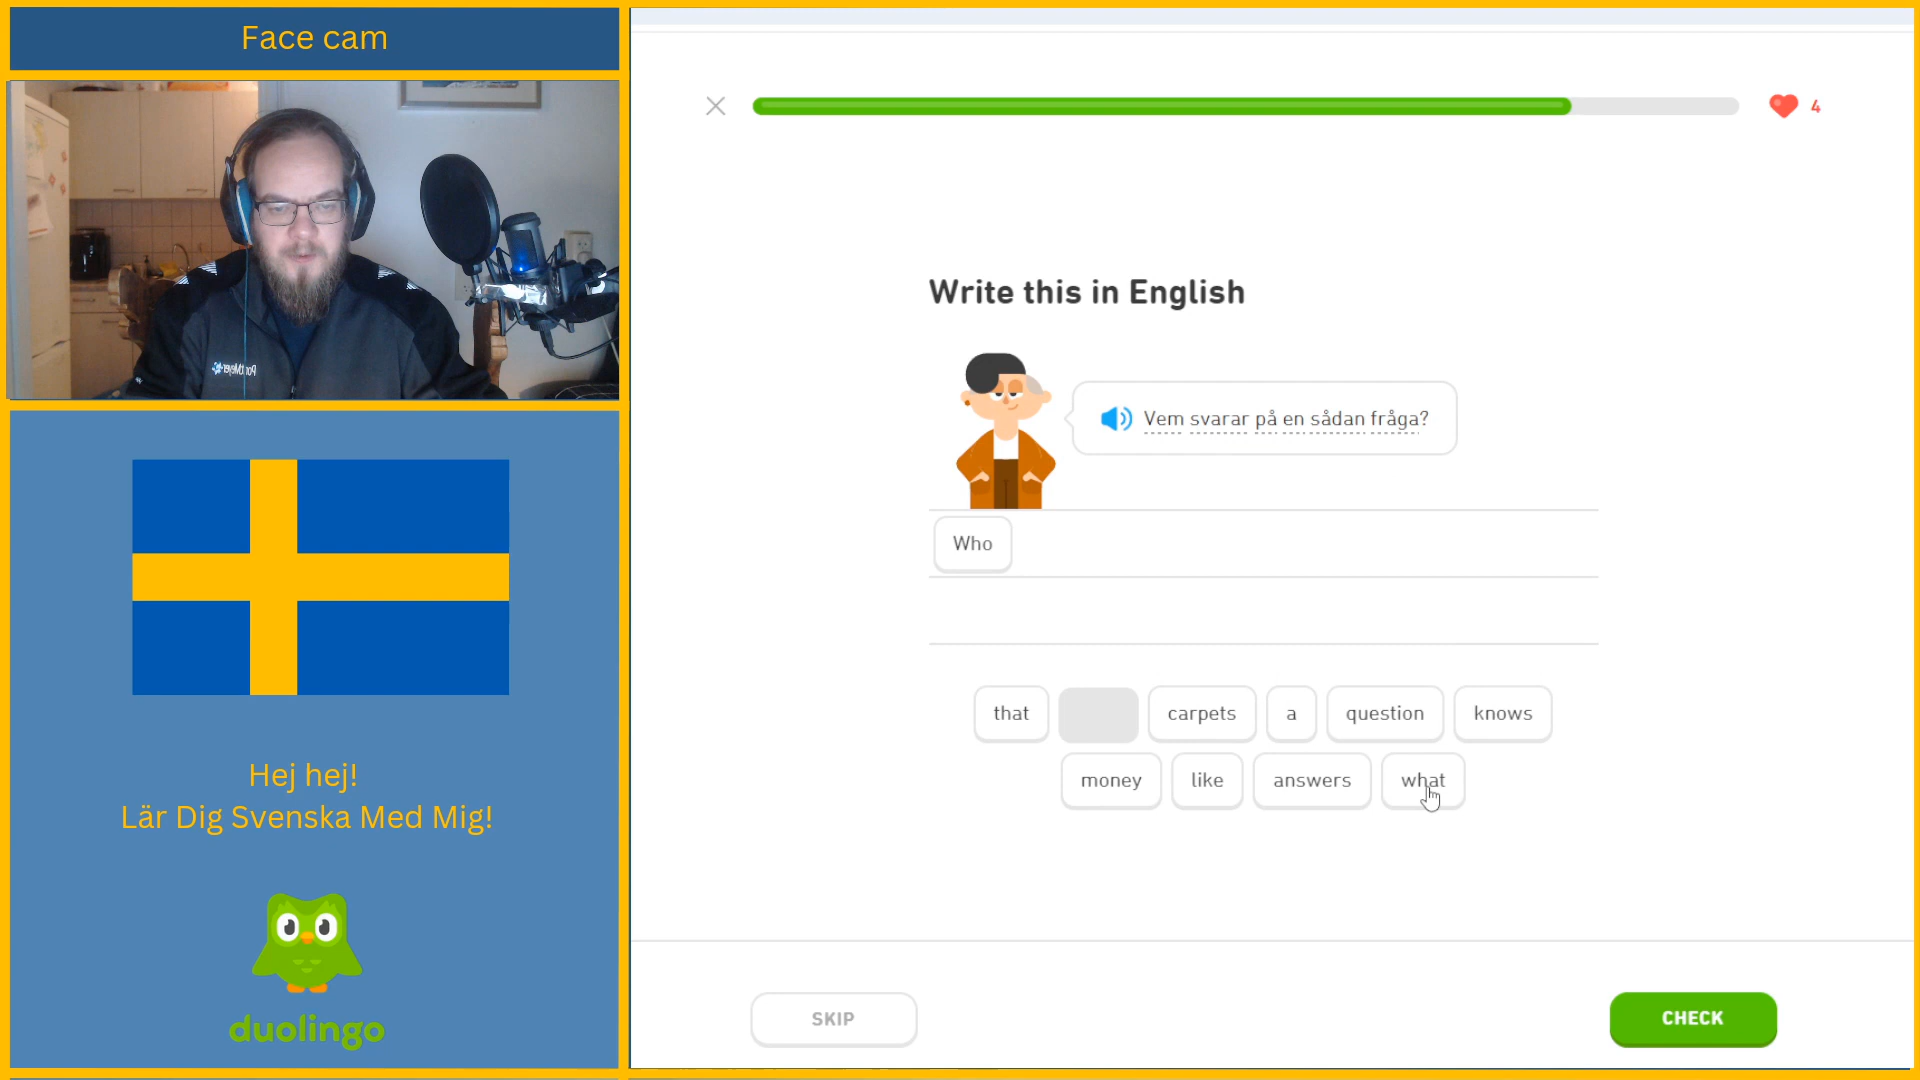 Face cam
4
Write this in English
Vem svarar på en sådan fråga?
Who
that carpets a question knows
money like answers what
Hej hej!
Lär Dig Svenska Med Mig!
duolingo
SKIP
CHECK